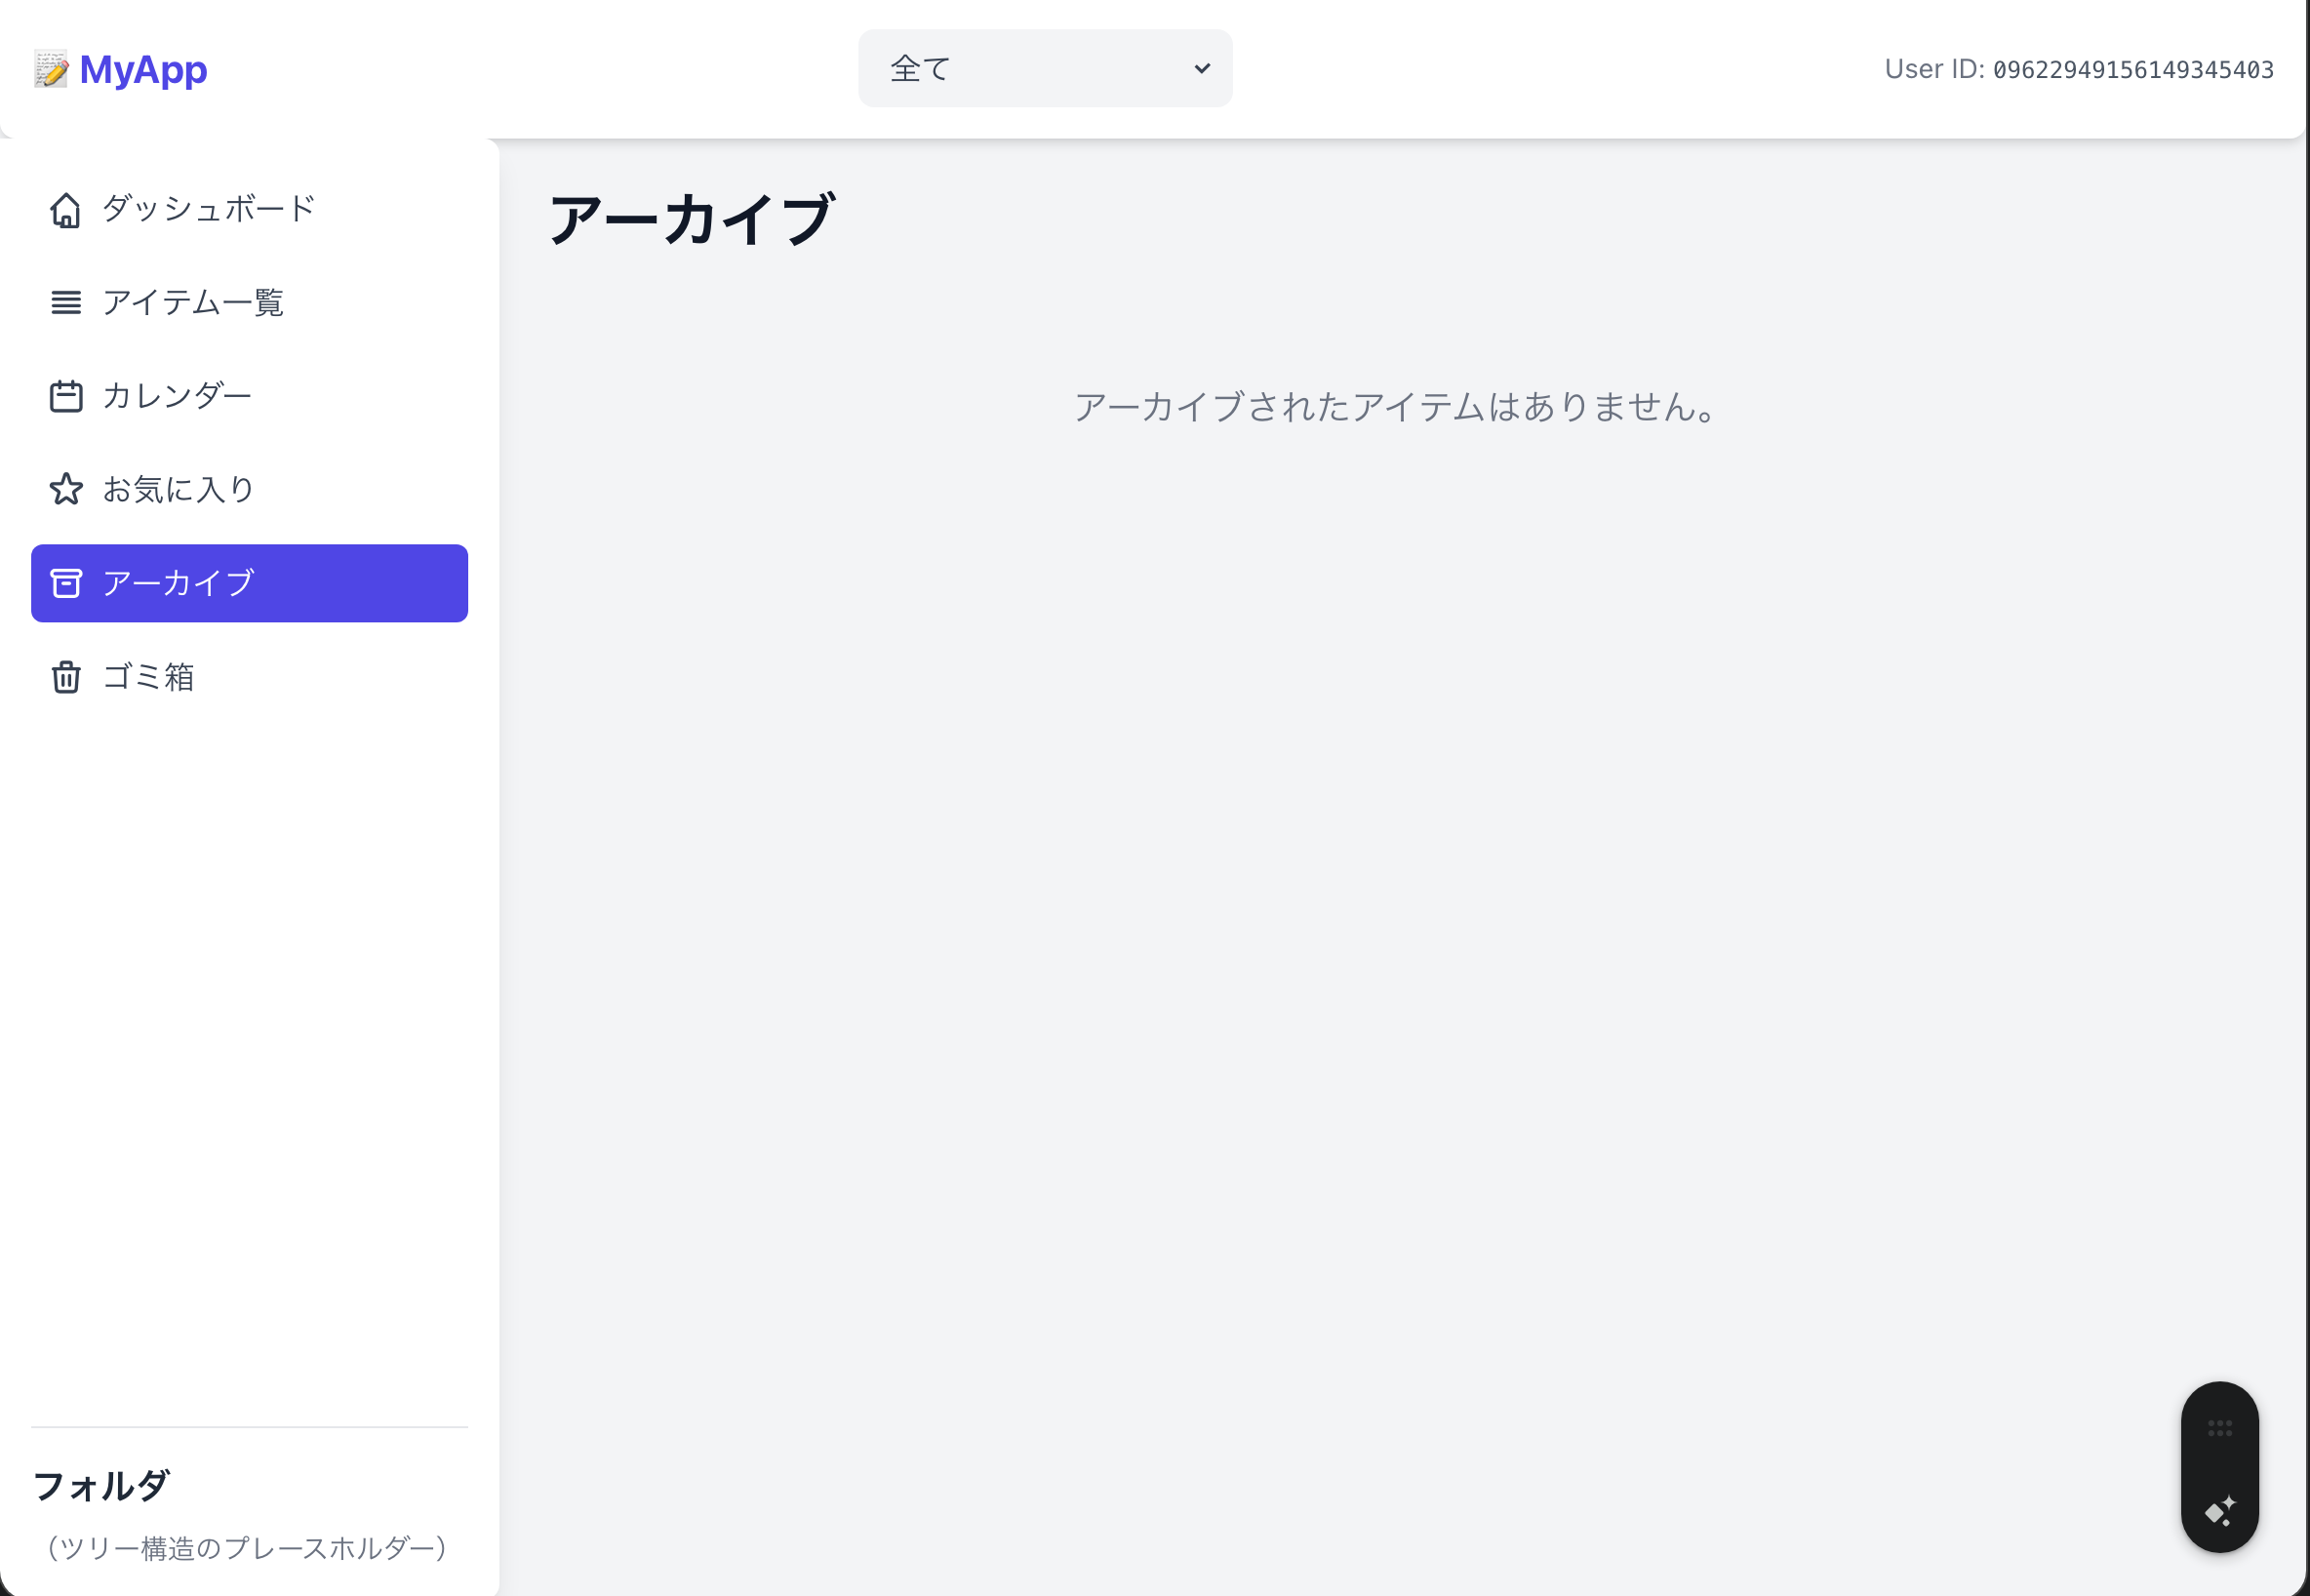 MyApp
全て
User ID: 09622949156149345403
ダッシュボード
アイテム一覧
カレンダー
お気に入り
アーカイブ
ゴミ箱
フォルダ
（ツリー構造のプレースホルダー）
アーカイブ
アーカイブされたアイテムはありません。